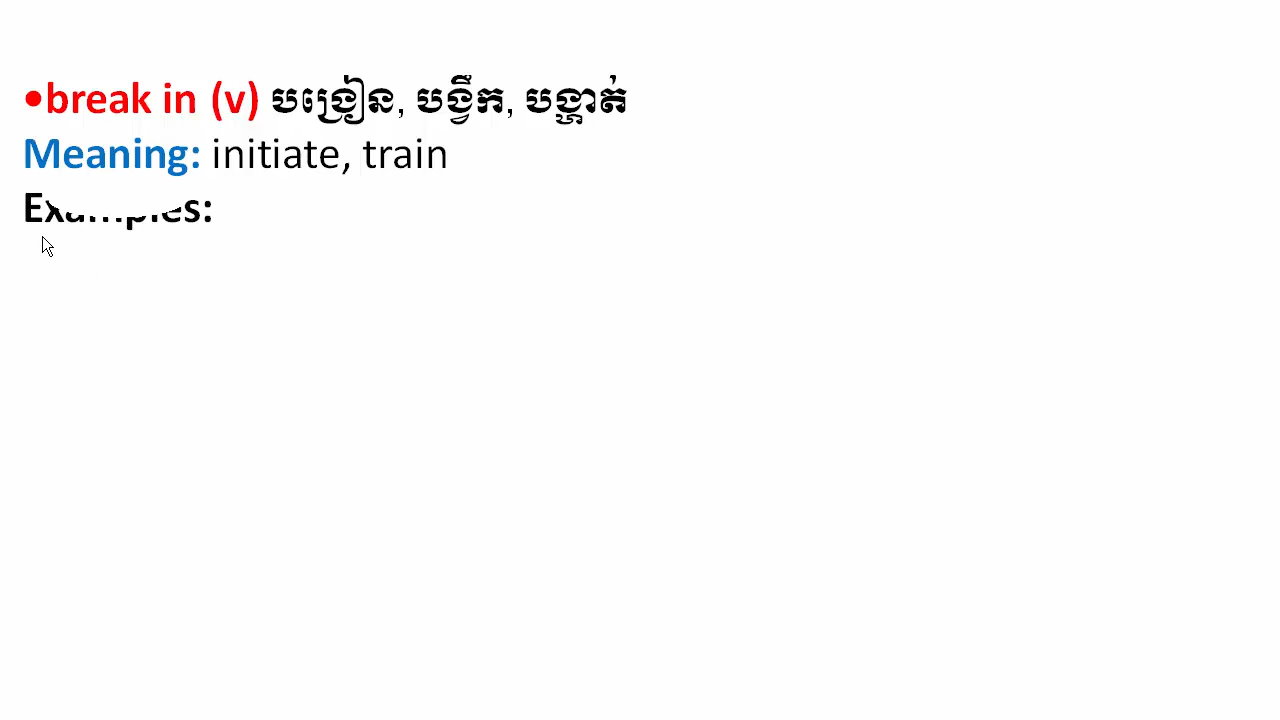 •break in (v) បង្រៀន, បង្វឹក, បង្ហាត់
Meaning: initiate, train
Examples: